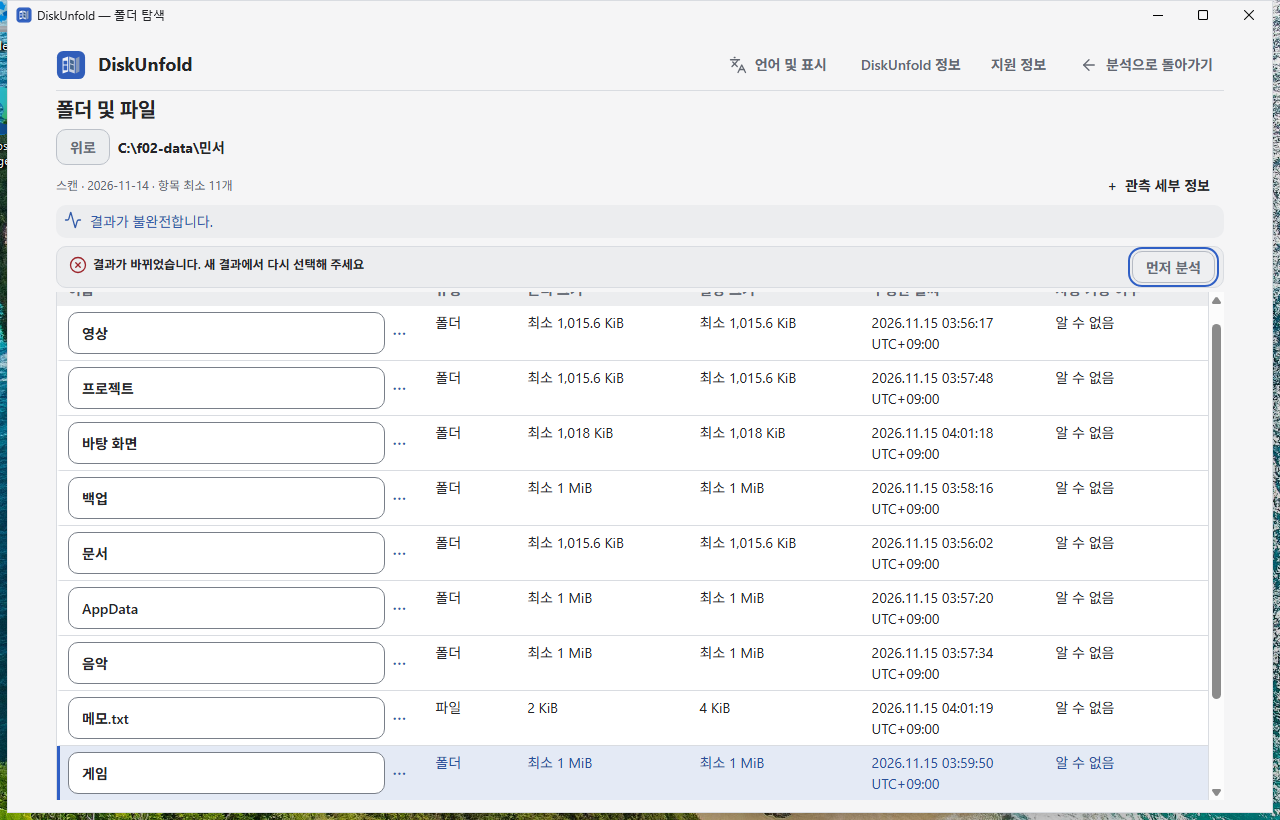 DiskUnfold — 폴더 탐색
DiskUnfold
언어 및 표시
DiskUnfold 정보
지원 정보
← 분석으로 돌아가기
폴더 및 파일
위로
C:\f02-data\민서
스캔 · 2026-11-14 · 항목 최소 11개
+ 관측 세부 정보
결과가 불완전합니다.
결과가 바뀌었습니다. 새 결과에서 다시 선택해 주세요
먼저 분석
영상 ... 폴더 최소 1,015.6 KiB 최소 1,015.6 KiB 2026.11.15 03:56:17 알 수 없음
UTC+09:00
프로젝트 ... 폴더 최소 1,015.6 KiB 최소 1,015.6 KiB 2026.11.15 03:57:48 알 수 없음
UTC+09:00
바탕 화면 ... 폴더 최소 1,018 KiB 최소 1,018 KiB 2026.11.15 04:01:18 알 수 없음
UTC+09:00
백업 ... 폴더 최소 1 MiB 최소 1 MiB 2026.11.15 03:58:16 알 수 없음
UTC+09:00
문서 ... 폴더 최소 1,015.6 KiB 최소 1,015.6 KiB 2026.11.15 03:56:02 알 수 없음
UTC+09:00
AppData ... 폴더 최소 1 MiB 최소 1 MiB 2026.11.15 03:57:20 알 수 없음
UTC+09:00
음악 ... 폴더 최소 1 MiB 최소 1 MiB 2026.11.15 03:57:34 알 수 없음
UTC+09:00
메모.txt ... 파일 2 KiB 4 KiB 2026.11.15 04:01:19 알 수 없음
UTC+09:00
게임 ... 폴더 최소 1 MiB 최소 1 MiB 2026.11.15 03:59:50 알 수 없음
UTC+09:00